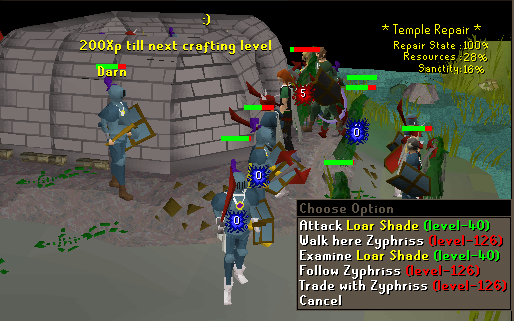 :)
200Xp till next crafting level
Darn
* Temple Repair *
Repair State :100%
Resources :28%
Sanctity:16%
5
0
0
0
Choose Option
Attack Loar Shade (level-40)
Walk here Zyphriss (level-126)
Examine Loar Shade (level-40)
Follow Zyphriss (level-126)
Trade with Zyphriss (level-126)
Cancel